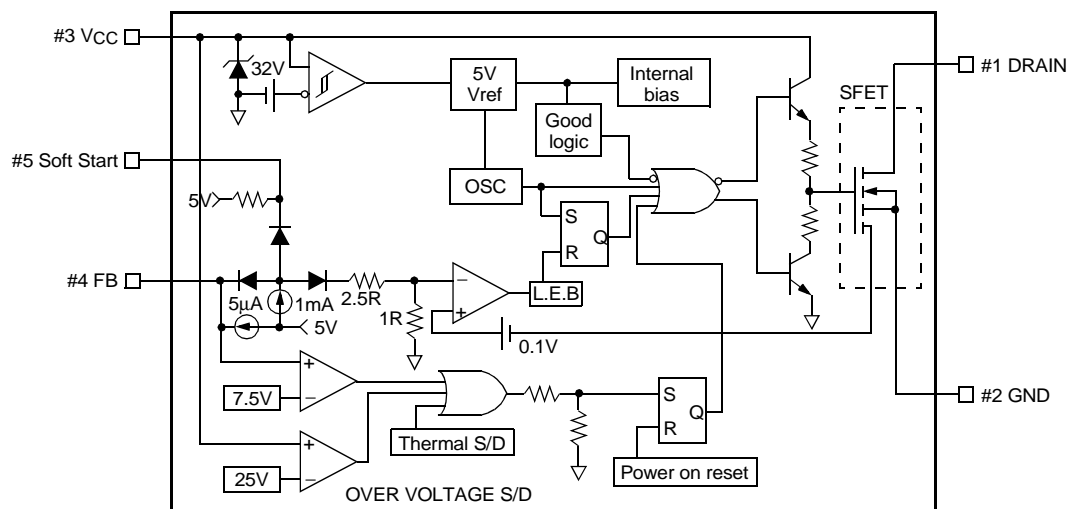 #3 VCC
32V
5V
Vref
Internal
bias
Good
logic
SFET
#1 DRAIN
#5 Soft Start
5V
OSC
S
R
Q
#4 FB
5μA
1mA
5V
2.5R
1R
−
+
L.E.B
0.1V
+
−
7.5V
Thermal S/D
S
R
Q
#2 GND
+
−
25V
Power on reset
OVER VOLTAGE S/D